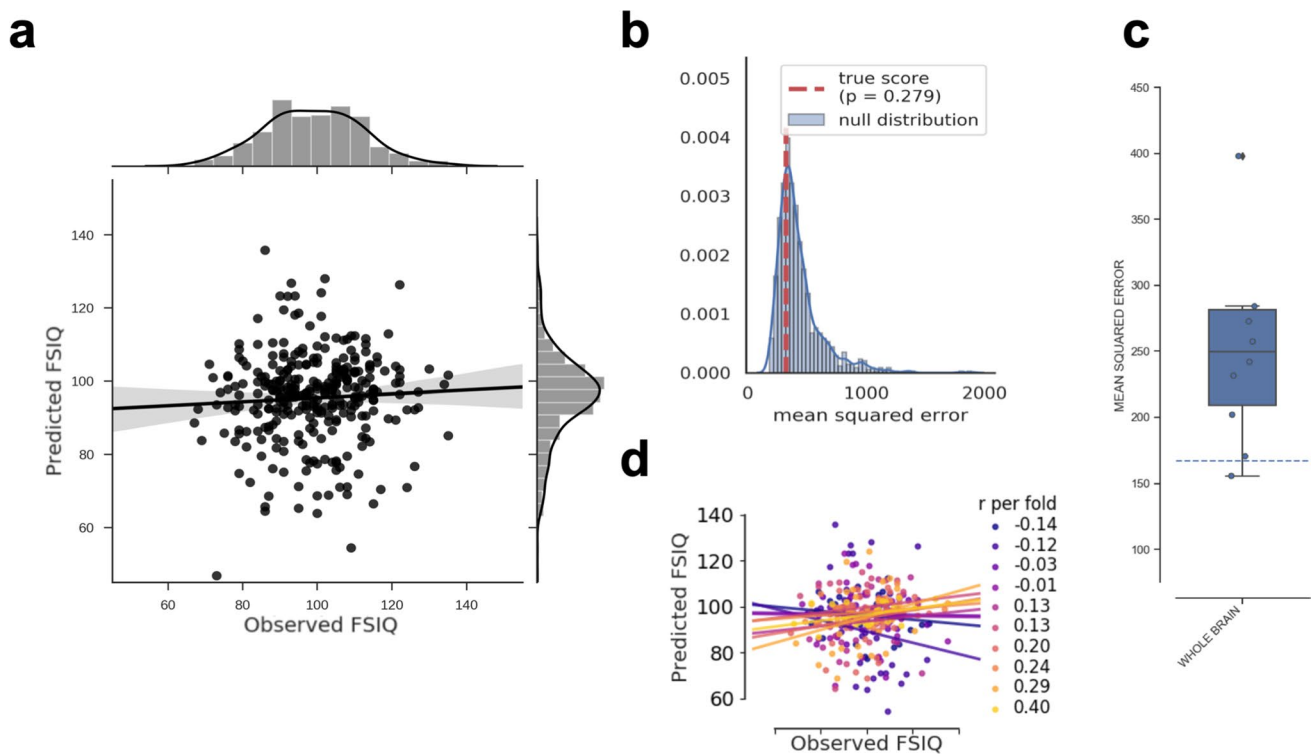 a
140
120
100
80
60
Predicted FSIQ
60 80 100 120 140
Observed FSIQ
b
0.005
0.004
0.003
0.002
0.001
0.000
true score
(p = 0.279)
null distribution
0 1000 2000
mean squared error
c
450
400
350
300
250
200
150
100
MEAN SQUARED ERROR
WHOLE BRAIN
d
140
120
100
80
60
Predicted FSIQ
Observed FSIQ
r per fold
-0.14
-0.12
-0.03
-0.01
0.13
0.13
0.20
0.24
0.29
0.40